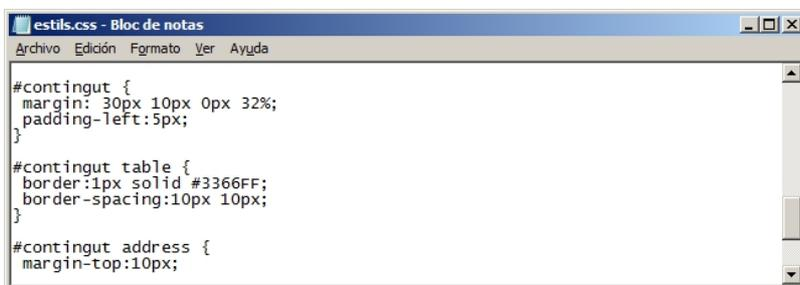 estils.css - Bloc de notas
Archivo Edición Formato Ver Ayuda
#contingut {
margin: 30px 10px 0px 32%;
padding-left:5px;
}
#contingut table {
border:1px solid #3366FF;
border-spacing:10px 10px;
}
#contingut address {
margin-top:10px;